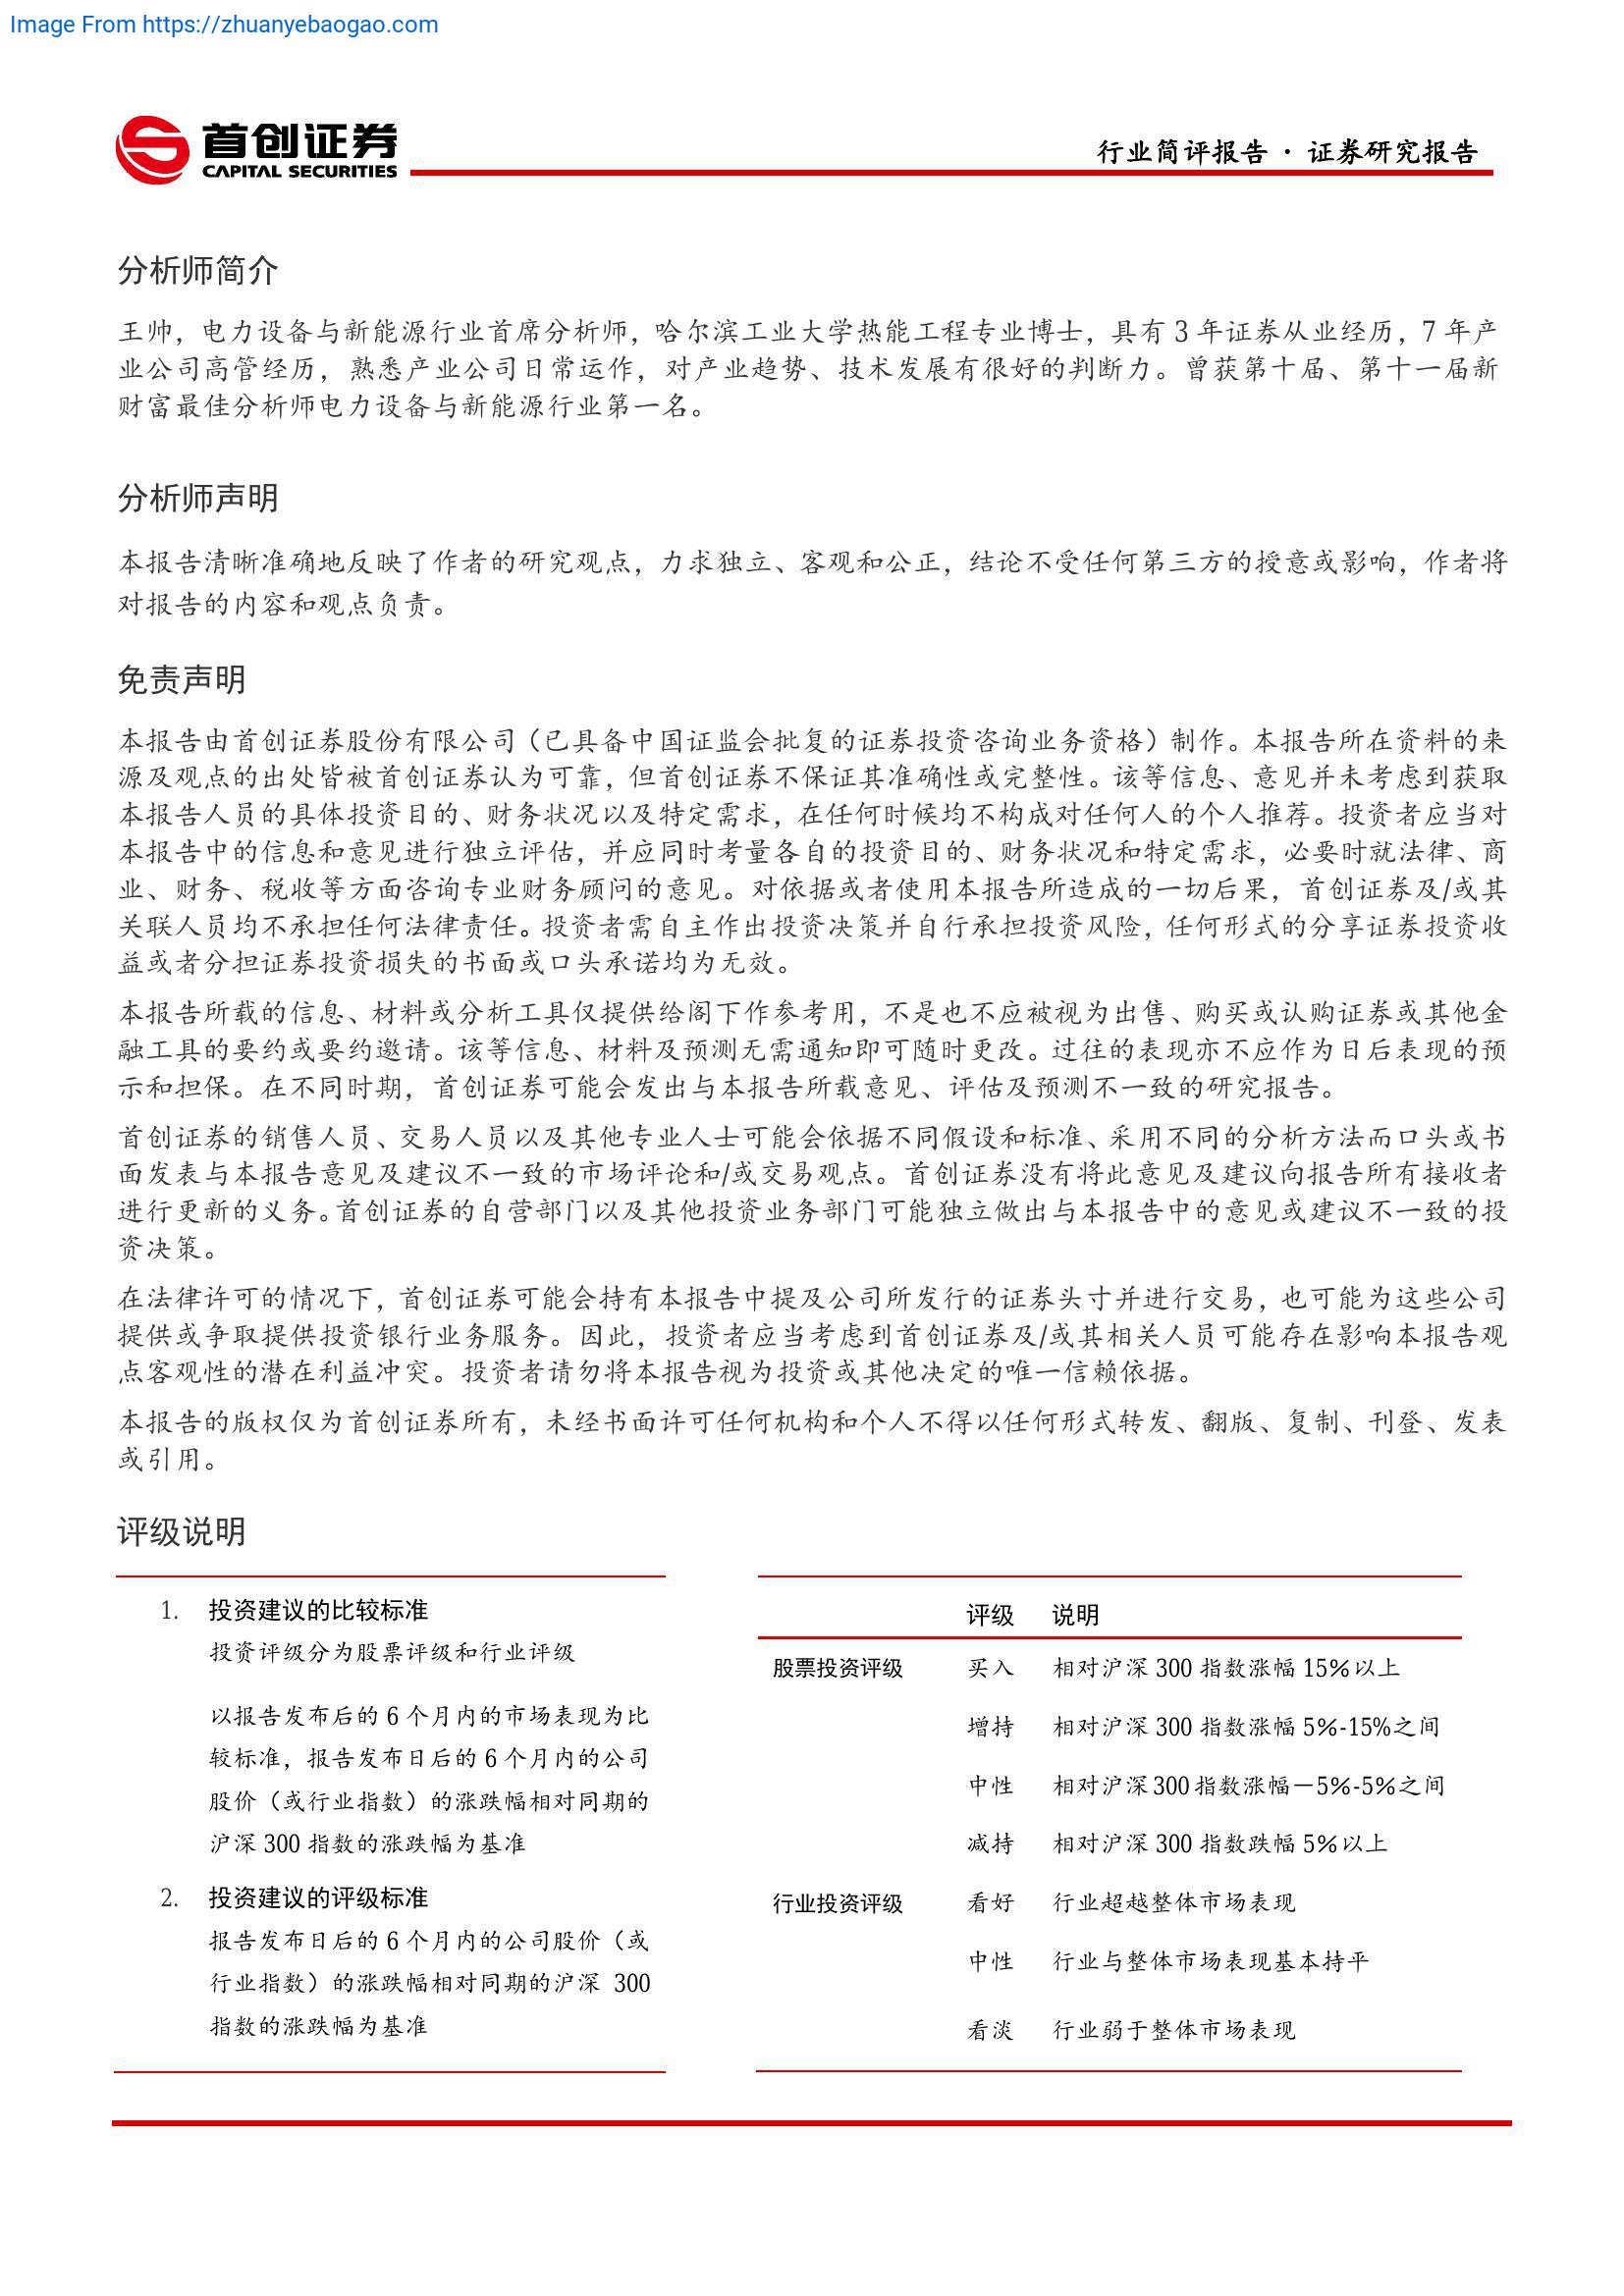 Image From https://zhuanyebaogao.com
首创证券
CAPITAL SECURITIES
行业简评报告 · 证券研究报告
分析师简介
王帅，电力设备与新能源行业首席分析师，哈尔滨工业大学热能工程专业博士，具有 3 年证券从业经历，7 年产
业公司高管经历，熟悉产业公司日常运作，对产业趋势、技术发展有很好的判断力。曾获第十届、第十一届新
财富最佳分析师电力设备与新能源行业第一名。
分析师声明
本报告清晰准确地反映了作者的研究观点，力求独立、客观和公正，结论不受任何第三方的授意或影响，作者将
对报告的内容和观点负责。
免责声明
本报告由首创证券股份有限公司（已具备中国证监会批复的证券投资咨询业务资格）制作。本报告所在资料的来
源及观点的出处皆被首创证券认为可靠，但首创证券不保证其准确性或完整性。该等信息、意见并未考虑到获取
本报告人员的具体投资目的、财务状况以及特定需求，在任何时候均不构成对任何人的个人推荐。投资者应当对
本报告中的信息和意见进行独立评估，并应同时考量各自的投资目的、财务状况和特定需求，必要时就法律、商
业、财务、税收等方面咨询专业财务顾问的意见。对依据或者使用本报告所造成的一切后果，首创证券及/或其
关联人员均不承担任何法律责任。投资者需自主作出投资决策并自行承担投资风险，任何形式的分享证券投资收
益或者分担证券投资损失的书面或口头承诺均为无效。
本报告所载的信息、材料或分析工具仅提供给阁下作参考用，不是也不应被视为出售、购买或认购证券或其他金
融工具的要约或要约邀请。该等信息、材料及预测无需通知即可随时更改。过往的表现亦不应作为日后表现的预
示和担保。在不同时期，首创证券可能会发出与本报告所载意见、评估及预测不一致的研究报告。
首创证券的销售人员、交易人员以及其他专业人士可能会依据不同假设和标准、采用不同的分析方法而口头或书
面发表与本报告意见及建议不一致的市场评论和/或交易观点。首创证券没有将此意见及建议向报告所有接收者
进行更新的义务。首创证券的自营部门以及其他投资业务部门可能独立做出与本报告中的意见或建议不一致的投
资决策。
在法律许可的情况下，首创证券可能会持有本报告中提及公司所发行的证券头寸并进行交易，也可能为这些公司
提供或争取提供投资银行业务服务。因此，投资者应当考虑到首创证券及/或其相关人员可能存在影响本报告观
点客观性的潜在利益冲突。投资者请勿将本报告视为投资或其他决定的唯一信赖依据。
本报告的版权仅为首创证券所有，未经书面许可任何机构和个人不得以任何形式转发、翻版、复制、刊登、发表
或引用。
评级说明
1. 投资建议的比较标准
投资评级分为股票评级和行业评级
以报告发布后的 6 个月内的市场表现为比
较标准，报告发布日后的 6 个月内的公司
股价（或行业指数）的涨跌幅相对同期的
沪深 300 指数的涨跌幅为基准
2. 投资建议的评级标准
报告发布日后的 6 个月内的公司股价（或
行业指数）的涨跌幅相对同期的沪深 300
指数的涨跌幅为基准
评级 说明
股票投资评级 买入 相对沪深 300 指数涨幅 15％以上
增持 相对沪深 300 指数涨幅 5％-15％之间
中性 相对沪深 300 指数涨幅－5％-5％之间
减持 相对沪深 300 指数跌幅 5％以上
行业投资评级 看好 行业超越整体市场表现
中性 行业与整体市场表现基本持平
看淡 行业弱于整体市场表现